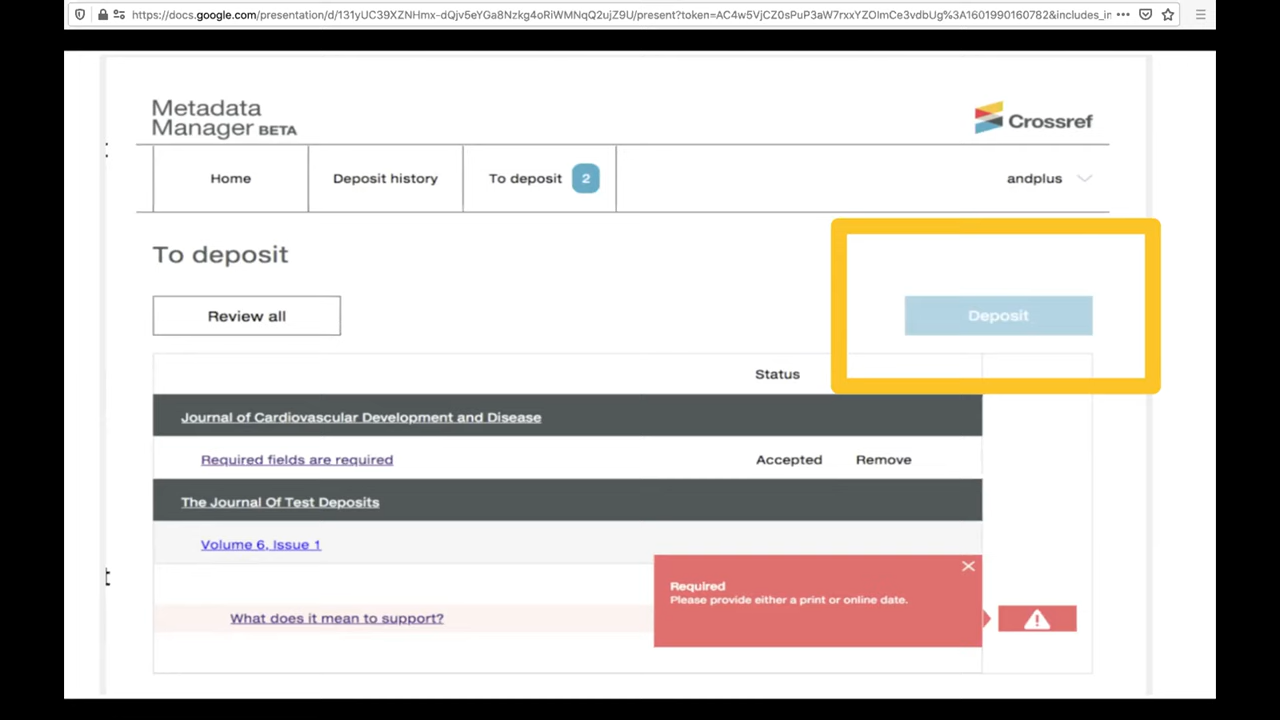 https://docs.google.com/presentation/d/131yUC39XZNHmx-dQjv5eYGa8Nzkg4oRiWMNqQ2ujZ9U/present?token=AC4w5VjCZ0sPuP3aW7rxxYZOlmCe3vdbUg%3A1601990160782&includes_in
Metadata
Manager BETA
Crossref
Home
Deposit history
To deposit 2
andplus
To deposit
Review all
Deposit
Status
Journal of Cardiovascular Development and Disease
Required fields are required Accepted Remove
The Journal Of Test Deposits
Volume 6, Issue 1
Required
Please provide either a print or online date.
What does it mean to support?